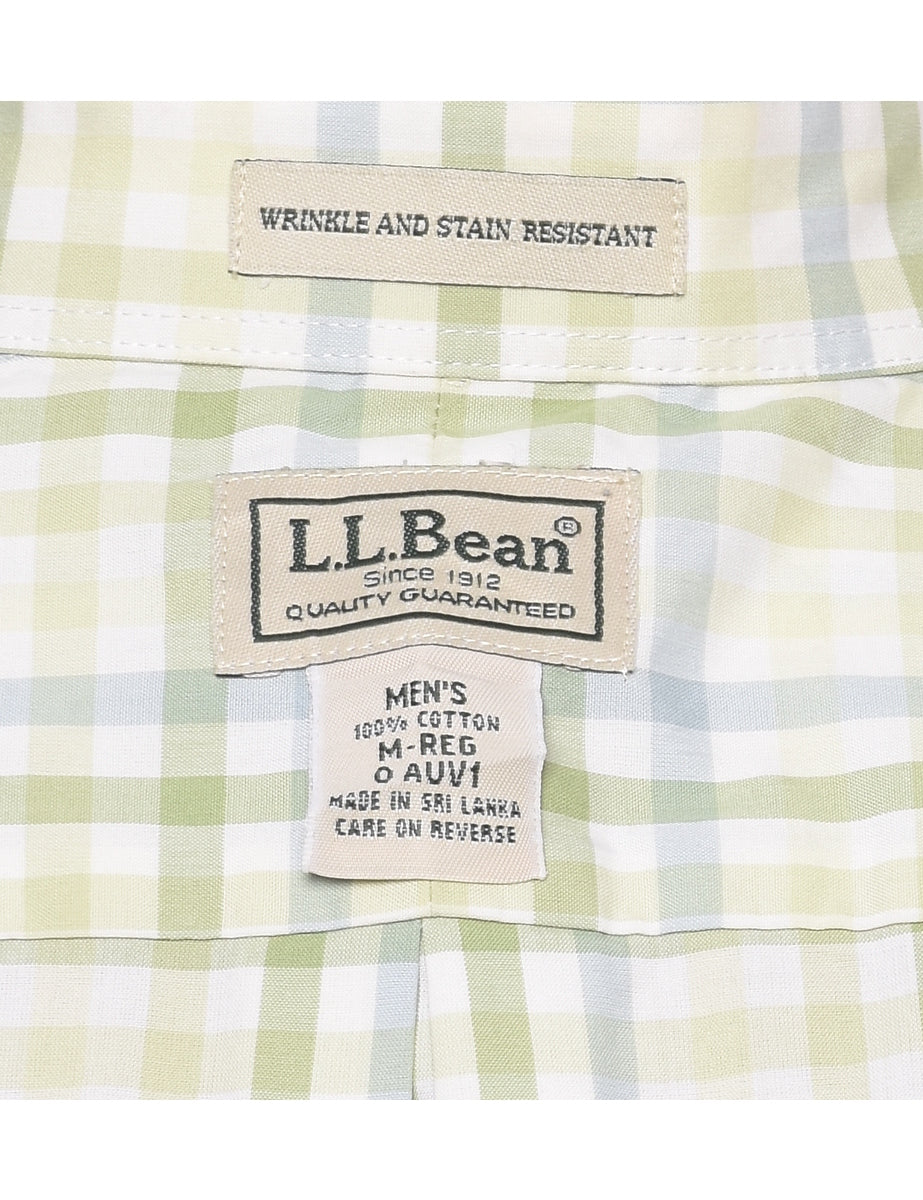 WRINKLE AND STAIN RESISTANT
L.L.Bean®
Since 1912
QUALITY GUARANTEED
MEN'S
100% COTTON
M-REG
0 AUV1
MADE IN SRI LANKA
CARE ON REVERSE